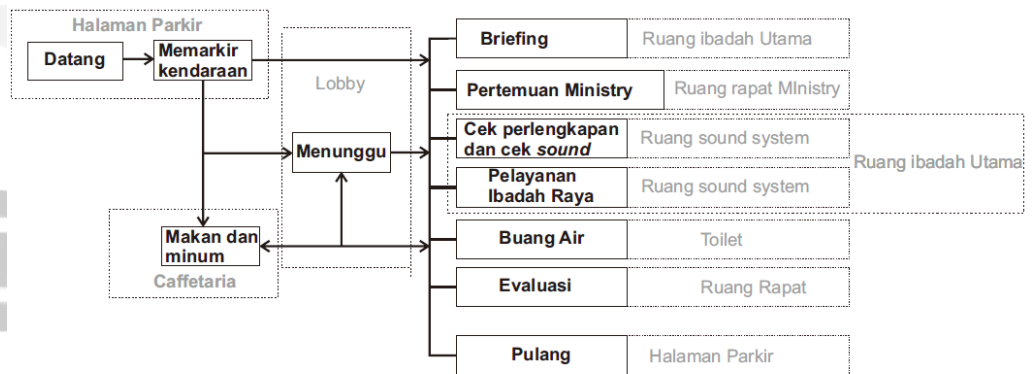 Halaman Parkir
Datang
Memarkir
kendaraan
Lobby
Menunggu
Makan dan
minum
Caffetaria
Briefing
Ruang ibadah Utama
Pertemuan Ministry
Ruang rapat MInistry
Cek perlengkapan
dan cek sound
Ruang sound system
Pelayanan
Ibadah Raya
Ruang sound system
Ruang ibadah Utama
Buang Air
Toilet
Evaluasi
Ruang Rapat
Pulang
Halaman Parkir